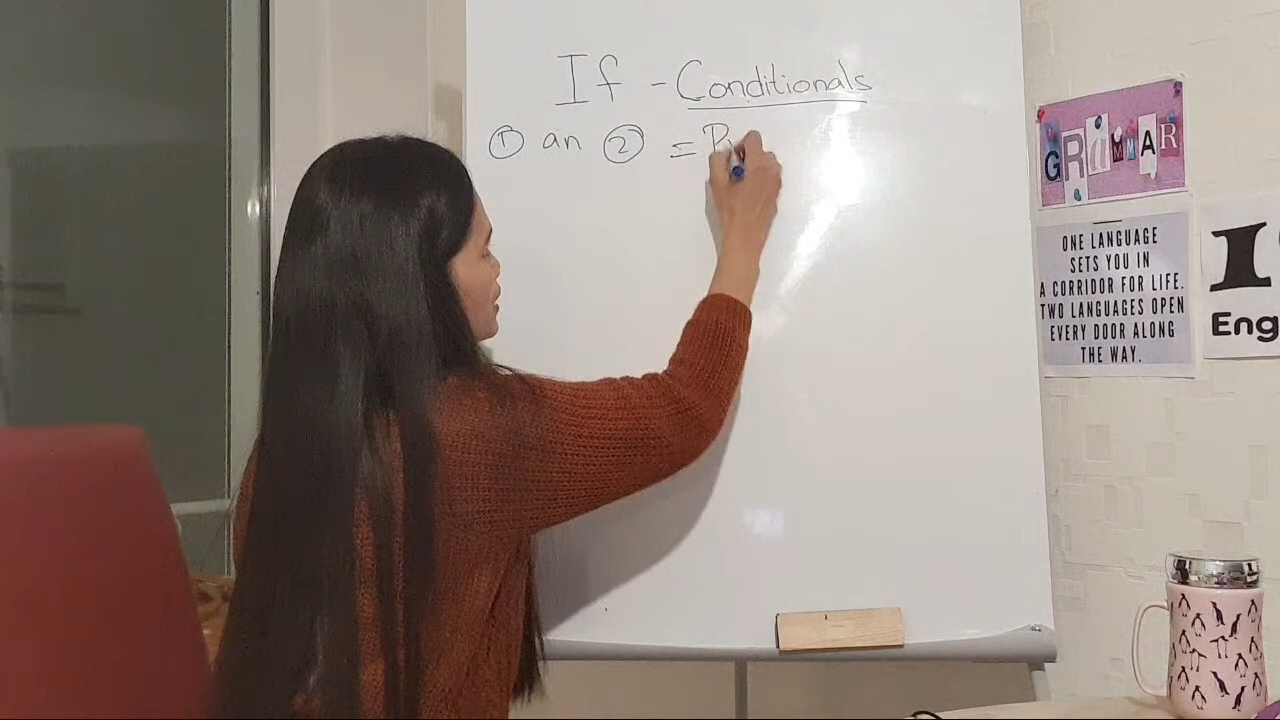 If - Conditionals
① an ② =
GRAMMAR
ONE LANGUAGE
SETS YOU IN
A CORRIDOR FOR LIFE.
TWO LANGUAGES OPEN
EVERY DOOR ALONG
THE WAY.
I
Eng